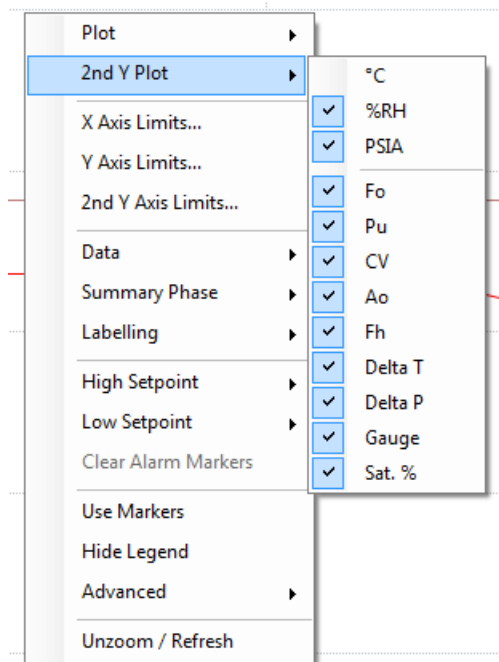 Plot
2nd Y Plot
X Axis Limits...
Y Axis Limits...
2nd Y Axis Limits...
Data
Summary Phase
Labelling
High Setpoint
Low Setpoint
Clear Alarm Markers
Use Markers
Hide Legend
Advanced
Unzoom / Refresh
°C
%RH
PSIA
Fo
Pu
CV
Ao
Fh
Delta T
Delta P
Gauge
Sat. %